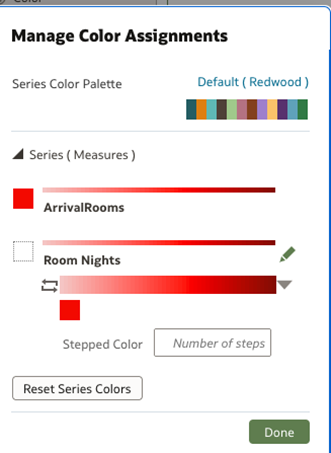 Color
Manage Color Assignments
Series Color Palette
Default ( Redwood )
Series ( Measures )
ArrivalRooms
Room Nights
Stepped Color
Number of steps
Reset Series Colors
Done